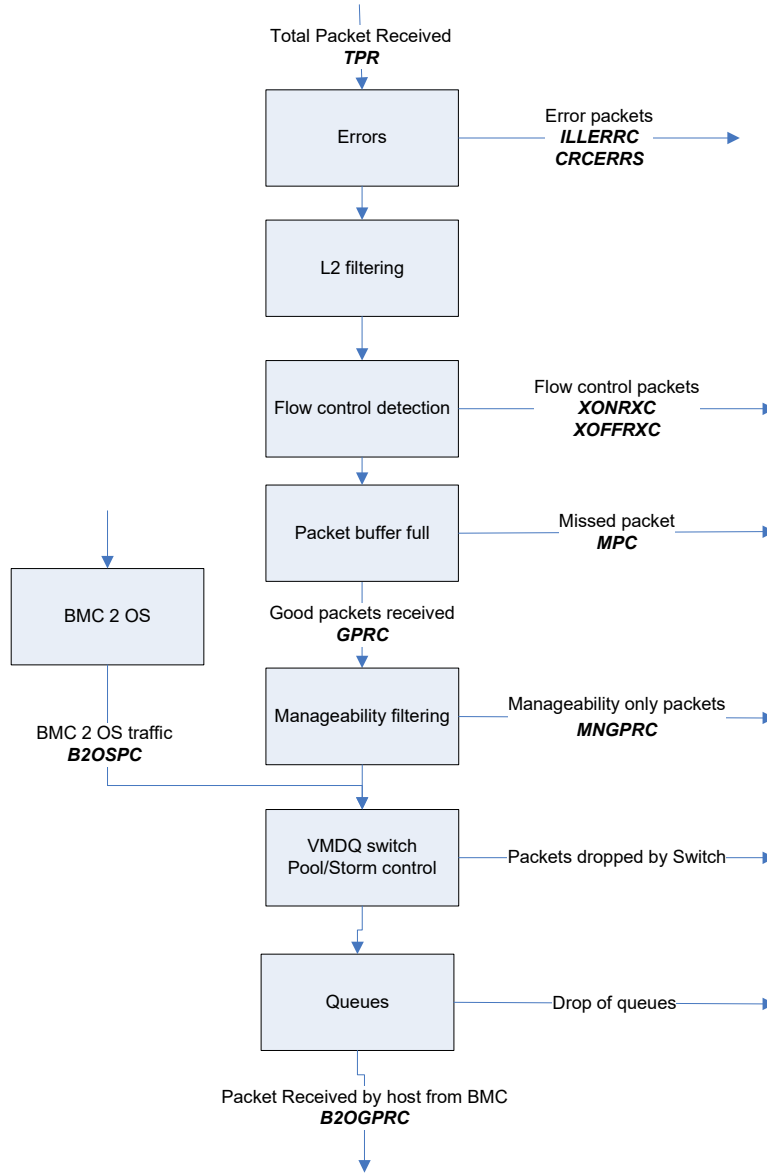 Total Packet Received
TPR
Errors
Error packets
ILLERRC
CRCERRS
L2 filtering
Flow control detection
Flow control packets
XONRXC
XOFFRXC
Packet buffer full
Missed packet
MPC
Good packets received
GPRC
BMC 2 OS
BMC 2 OS traffic
B2OSPC
Manageability filtering
Manageability only packets
MNGPRC
VMDQ switch
Pool/Storm control
Packets dropped by Switch
Queues
Drop of queues
Packet Received by host from BMC
B2OGPRC